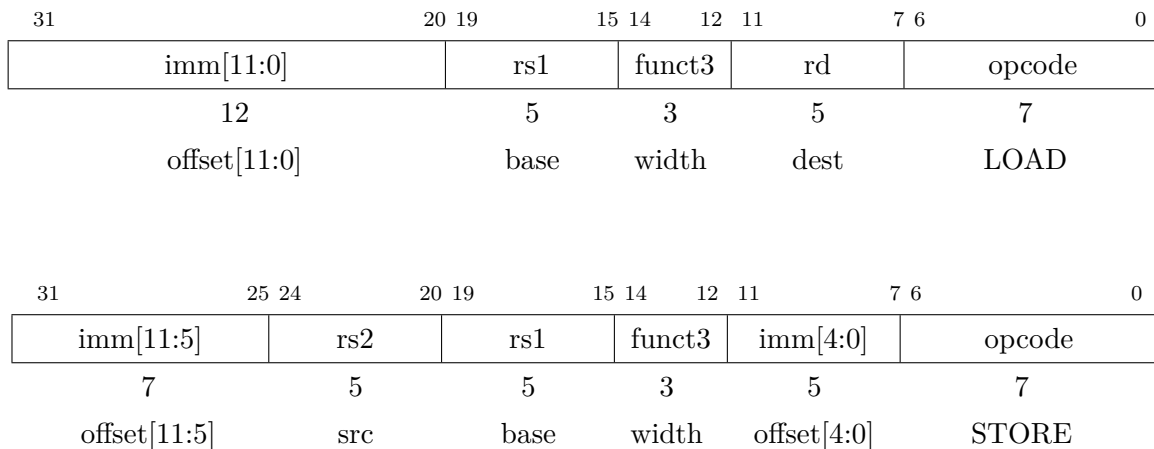 31 20 19 15 14 12 11 7 6 0
imm[11:0] rs1 funct3 rd opcode
12 5 3 5 7
offset[11:0] base width dest LOAD
31 25 24 20 19 15 14 12 11 7 6 0
imm[11:5] rs2 rs1 funct3 imm[4:0] opcode
7 5 5 3 5 7
offset[11:5] src base width offset[4:0] STORE